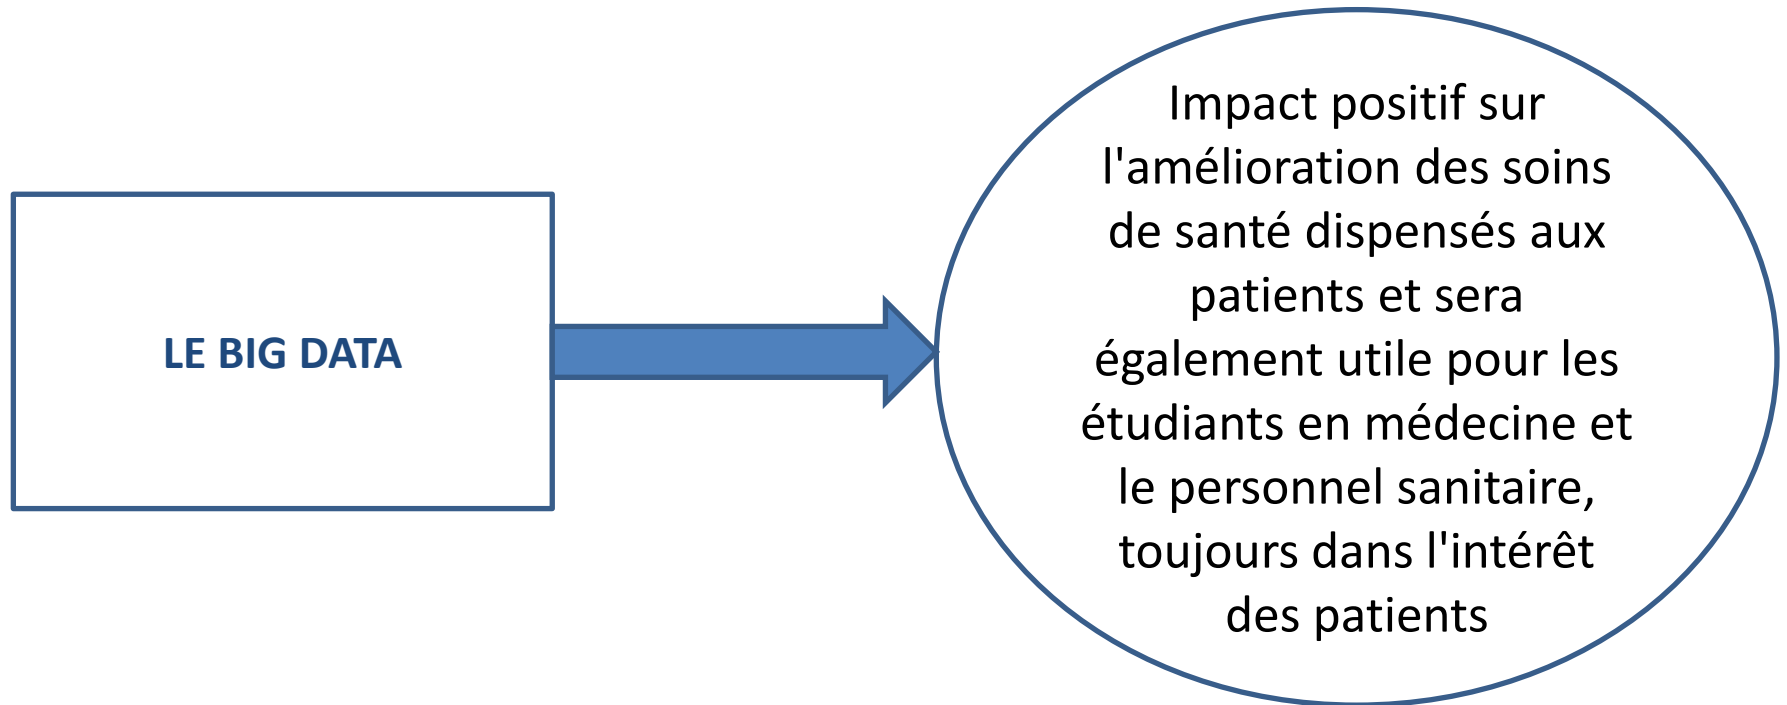 LE BIG DATA
Impact positif sur
l'amélioration des soins
de santé dispensés aux
patients et sera
également utile pour les
étudiants en médecine et
le personnel sanitaire,
toujours dans l'intérêt
des patients